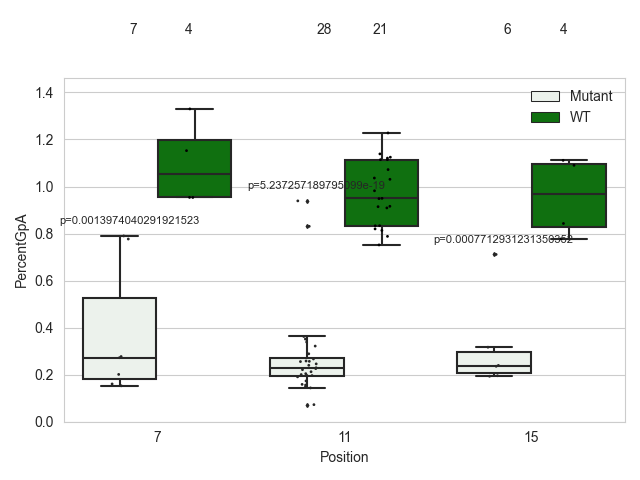 7 4 28 21 6 4
1.4
Mutant
WT
1.2
1.0
p=5.237257189795099e-19
p=0.0013974040291921523
0.8
p=0.0007712931231350352
0.6
0.4
0.2
0.0
PercentGpA
7 11 15
Position